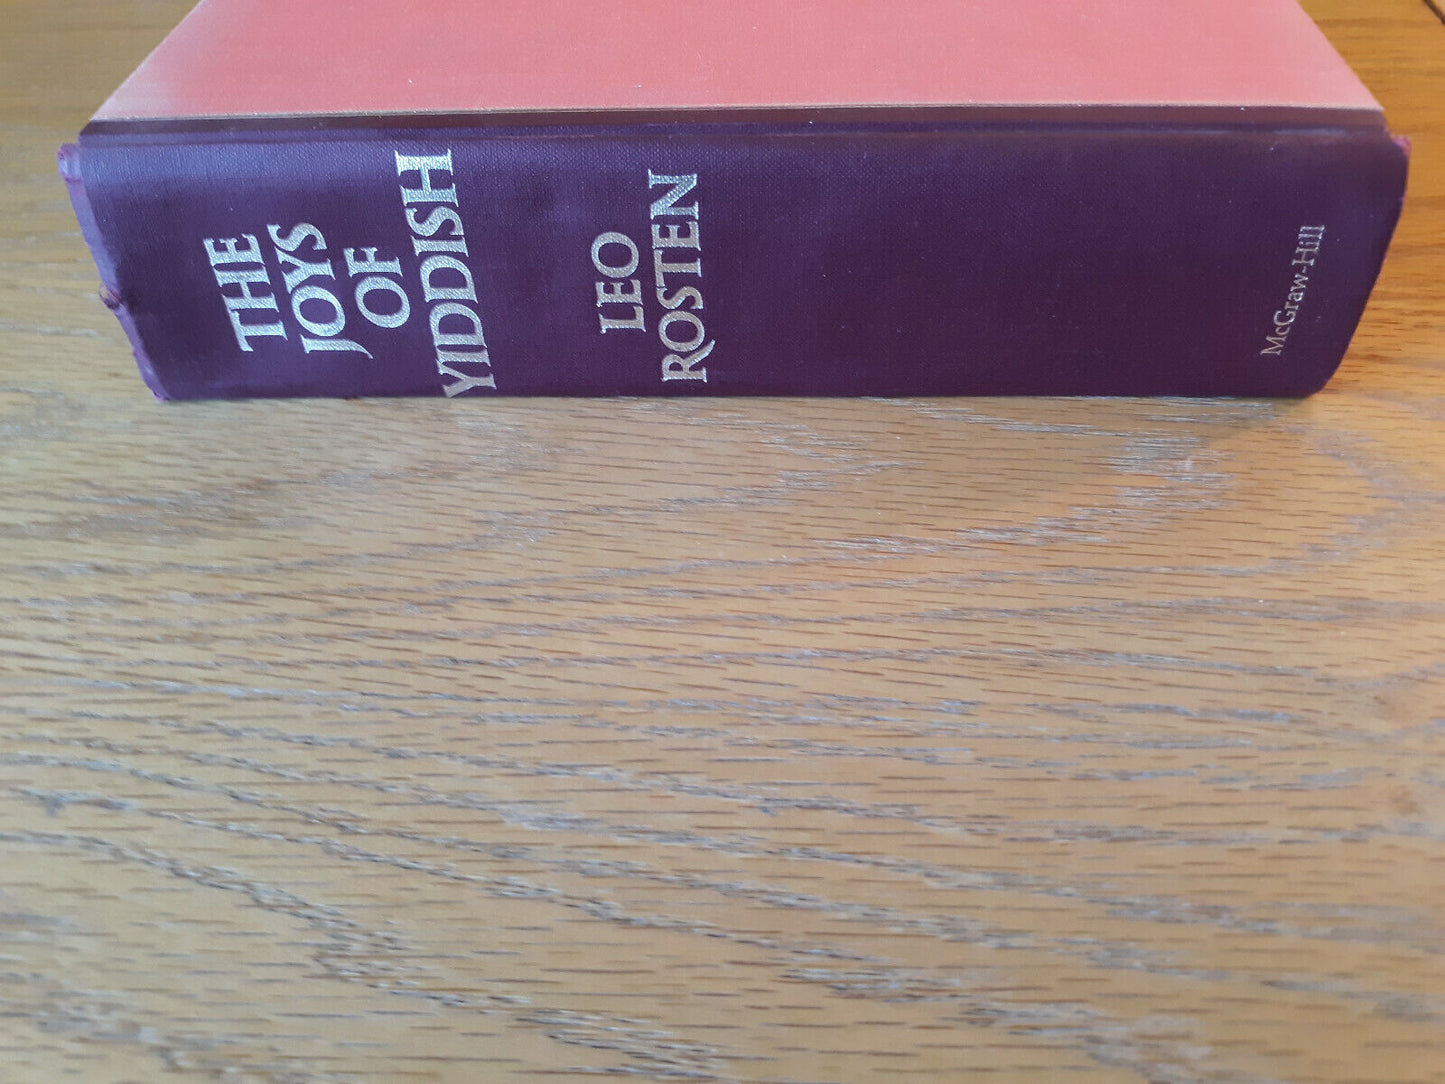 THE
JOYS
OF
YIDDISH
LEO
ROSTEN
McGraw-Hill